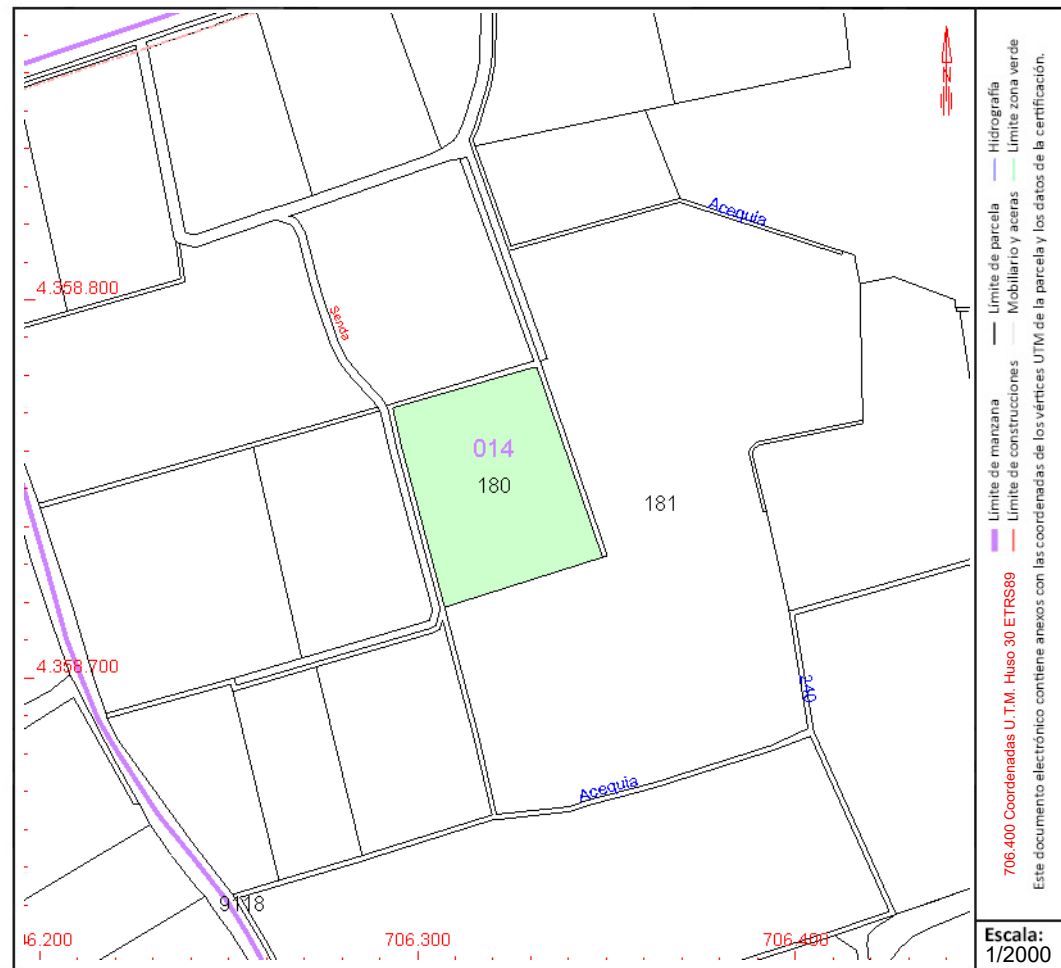 N
Acequia
4.358.800
Senda
014
180
181
4.358.700
240
Acequia
9118
706.300
706.400
Límite de manzana
Límite de parcela
Hidrografía
Límite de construcciones
Mobiliario y aceras
Límite zona verde
706.400 Coordenadas U.T.M. Huso 30 ETRS89
Este documento electrónico contiene anexos con las coordenadas de los vértices UTM de la parcela y los datos de la certificación.
Escala:
1/2000